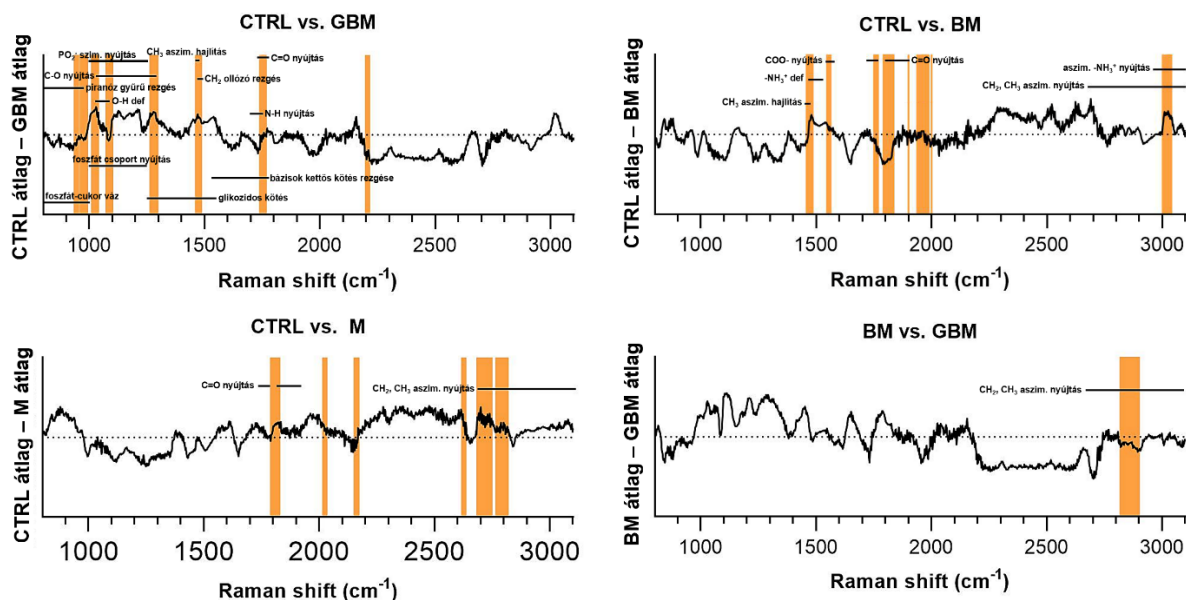 CTRL vs. GBM
CTRL átlag – GBM átlag
PO₂⁻ szim. nyújtás
CH₃ aszim. hajlítás
C=O nyújtás
C-O nyújtás
CH₂ ollózó rezgés
piranóz gyűrű rezgés
O-H def
N-H nyújtás
foszfát csoport nyújtás
bázisok kettős kötés rezgése
foszfát-cukor váz
glikozidos kötés
1000 1500 2000 2500 3000
Raman shift (cm⁻¹)
CTRL vs. BM
CTRL átlag – BM átlag
COO- nyújtás
C=O nyújtás
aszim. -NH₃⁺ nyújtás
-NH₃⁺ def
CH₂, CH₃ aszim. nyújtás
CH₃ aszim. hajlítás
1000 1500 2000 2500 3000
Raman shift (cm⁻¹)
CTRL vs. M
CTRL átlag – M átlag
C=O nyújtás
CH₂, CH₃ aszim. nyújtás
1000 1500 2000 2500 3000
Raman shift (cm⁻¹)
BM vs. GBM
BM átlag – GBM átlag
CH₂, CH₃ aszim. nyújtás
1000 1500 2000 2500 3000
Raman shift (cm⁻¹)